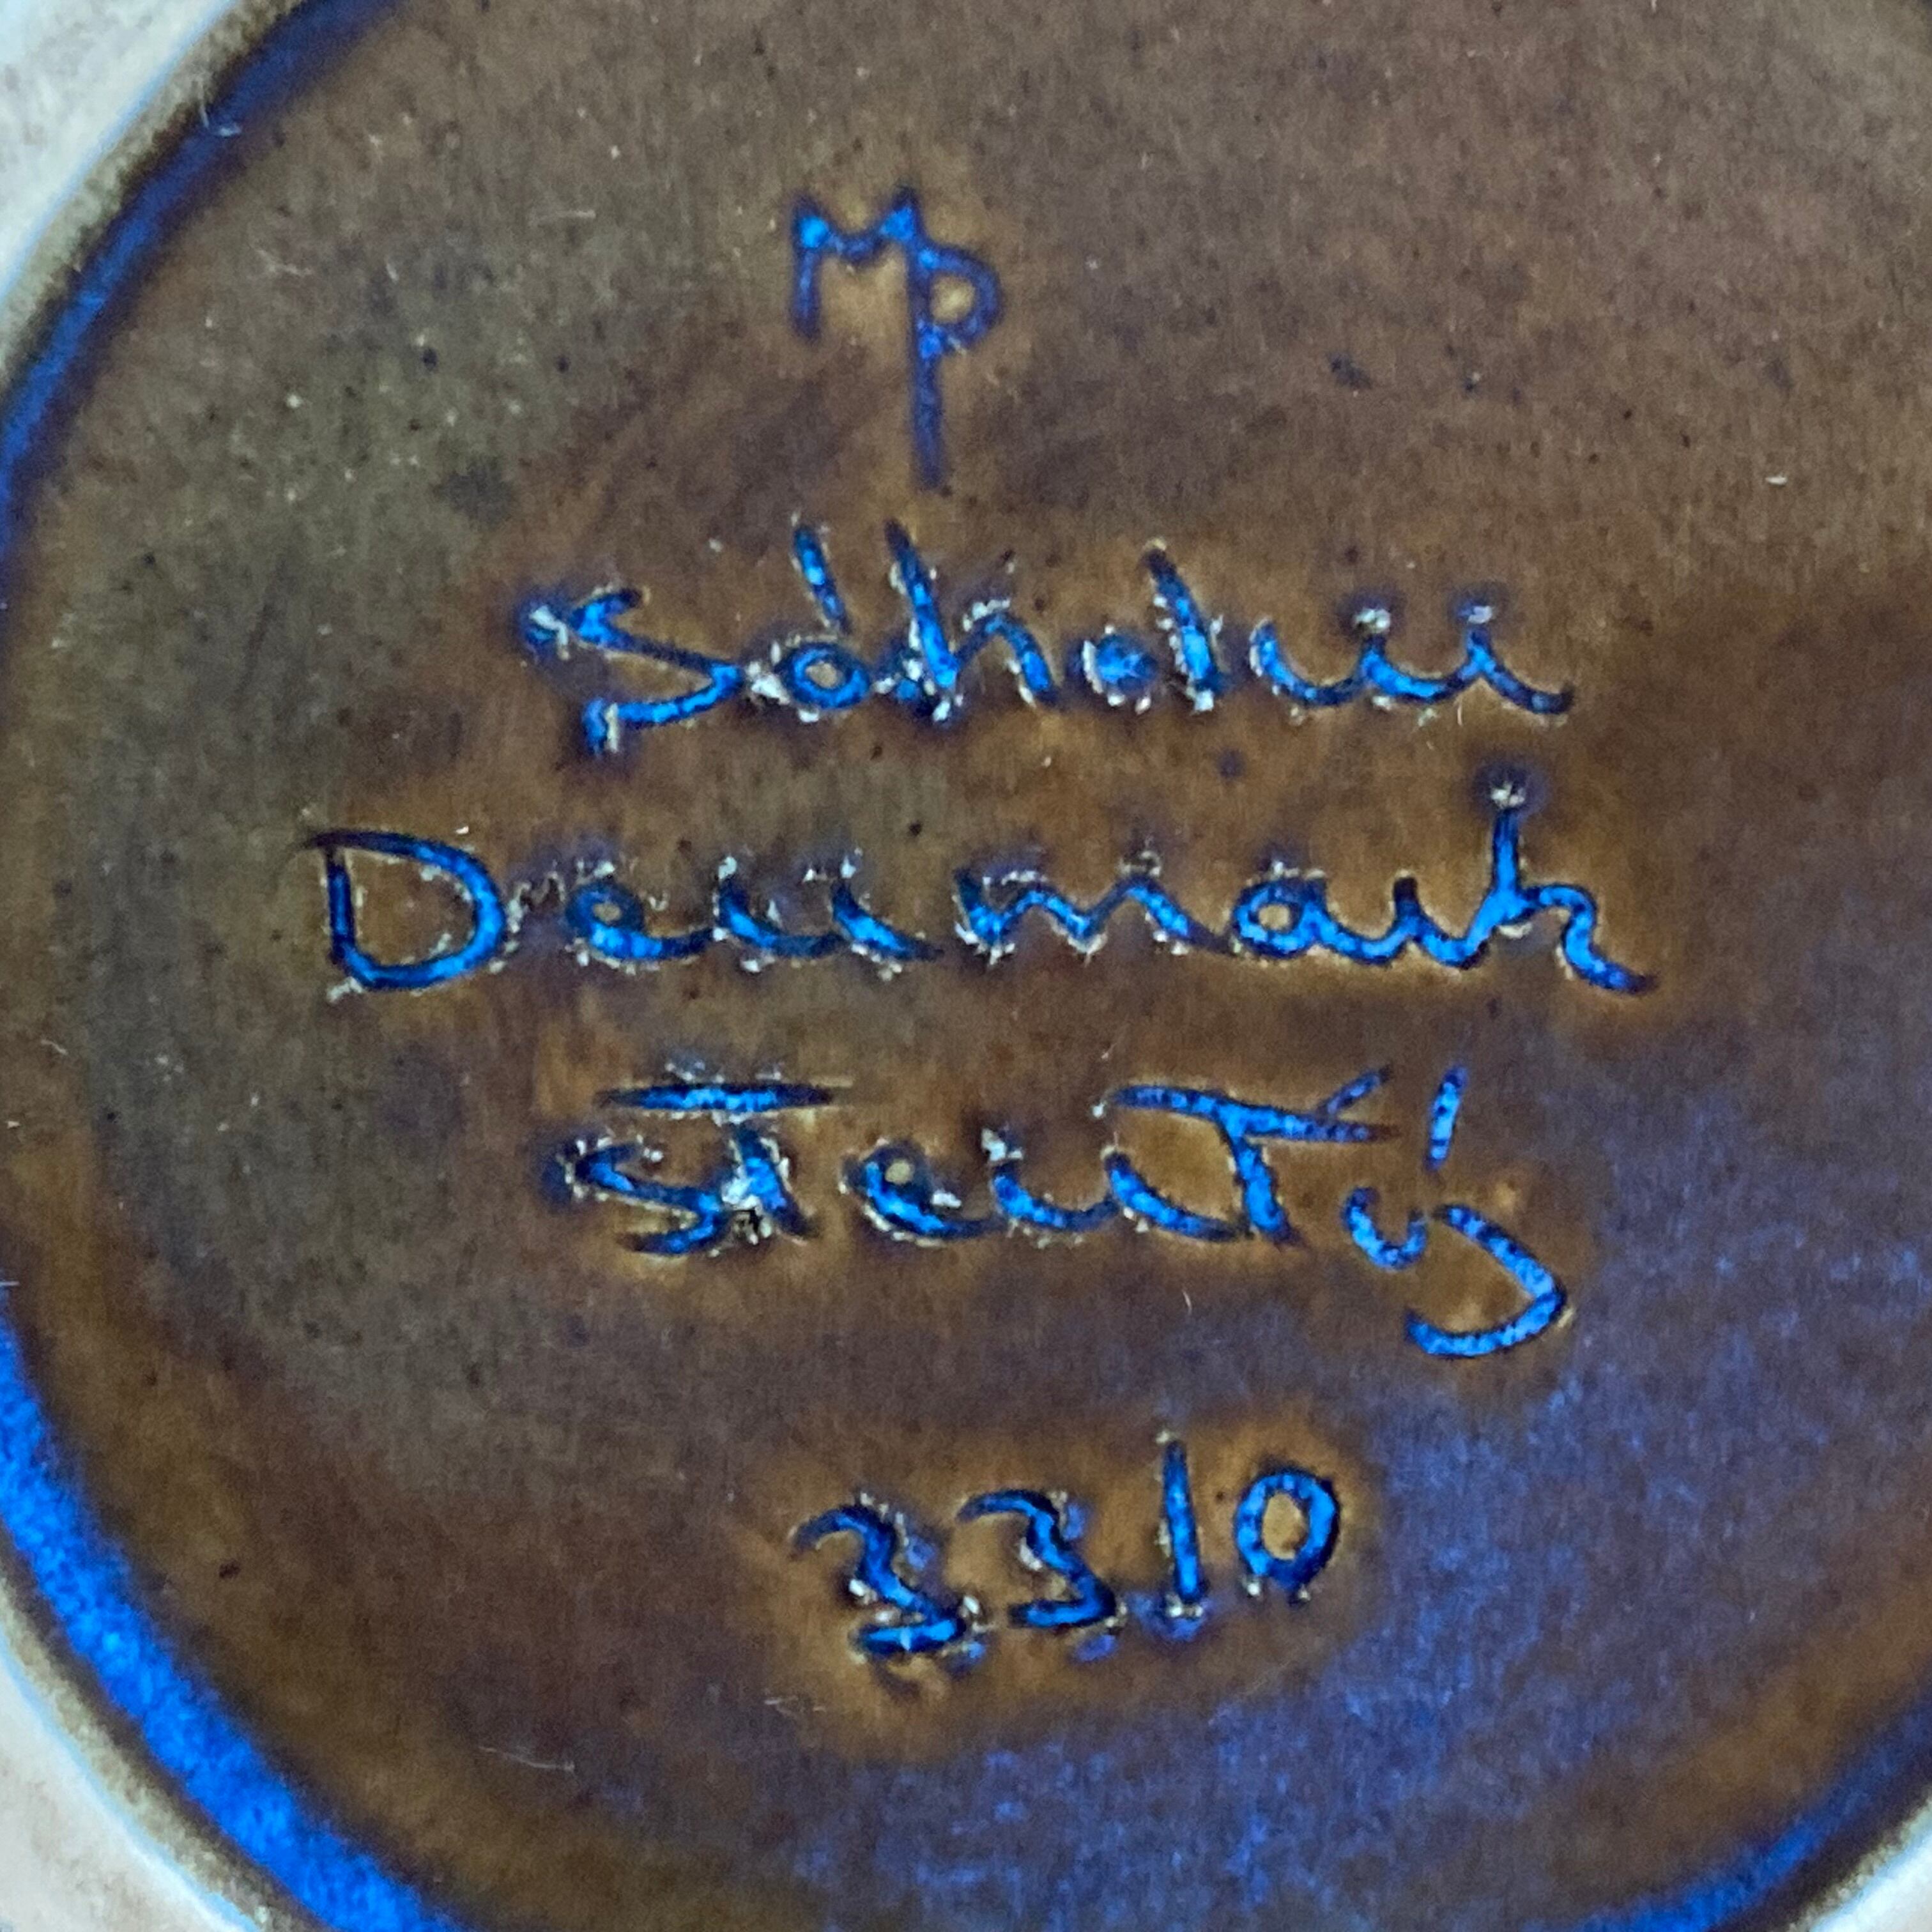 MP
Søholm
Denmark
Stentøj
3310